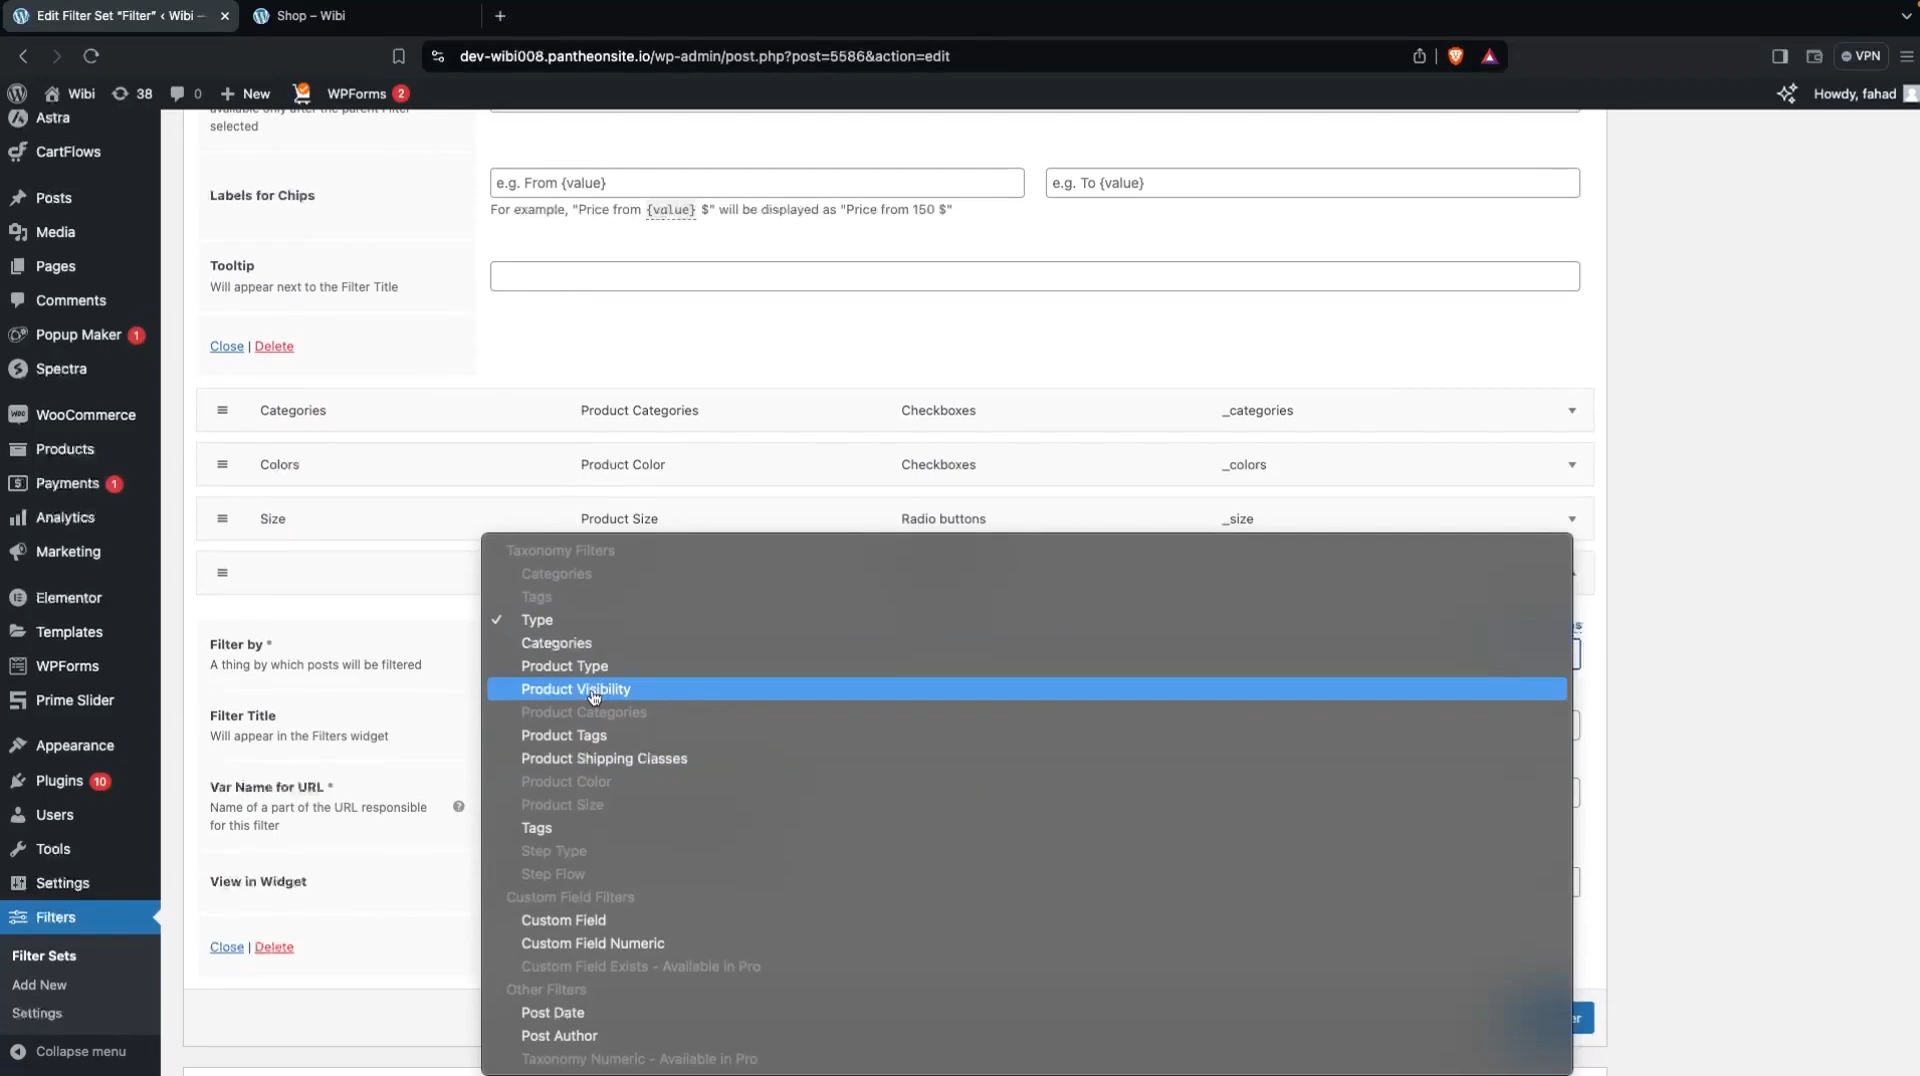 Edit Filter Set "Filter" ‹ Wibi –
Shop – Wibi
dev-wibi008.pantheonsite.io/wp-admin/post.php?post=5586&action=edit
VPN
Wibi
38
0
New
WPForms
2
Howdy, fahad
Astra
CartFlows
Posts
Media
Pages
Comments
Popup Maker 1
Spectra
WooCommerce
Products
Payments 1
Analytics
Marketing
Elementor
Templates
WPForms
Prime Slider
Appearance
Plugins 10
Users
Tools
Settings
Filters
Filter Sets
Add New
Settings
Collapse menu
available only after the parent Filter
selected
Labels for Chips
e.g. From {value}
e.g. To {value}
For example, "Price from {value} $" will be displayed as "Price from 150 $"
Tooltip
Will appear next to the Filter Title
Close | Delete
Categories Product Categories Checkboxes _categories
Colors Product Color Checkboxes _colors
Size Product Size Radio buttons _size
Filter by *
A thing by which posts will be filtered
Filter Title
Will appear in the Filters widget
Var Name for URL *
Name of a part of the URL responsible
for this filter
View in Widget
Close | Delete
Taxonomy Filters
Categories
Tags
✓ Type
Categories
Product Type
Product Visibility
Product Categories
Product Tags
Product Shipping Classes
Product Color
Product Size
Tags
Step Type
Step Flow
Custom Field Filters
Custom Field
Custom Field Numeric
Custom Field Exists - Available in Pro
Other Filters
Post Date
Post Author
Taxonomy Numeric - Available in Pro